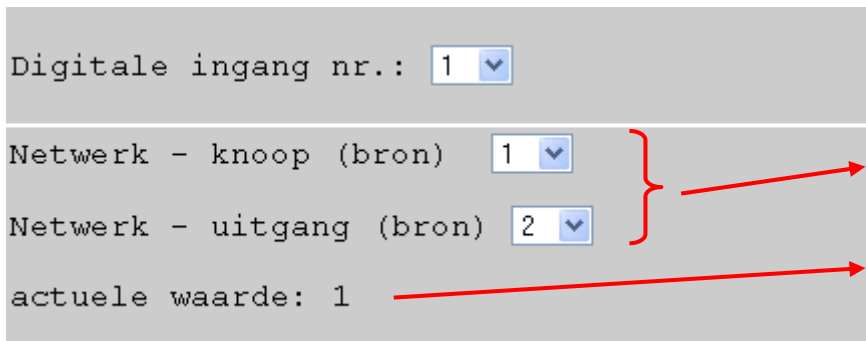 Digitale ingang nr.: 1
Netwerk - knoop (bron) 1
Netwerk - uitgang (bron) 2
actuele waarde: 1